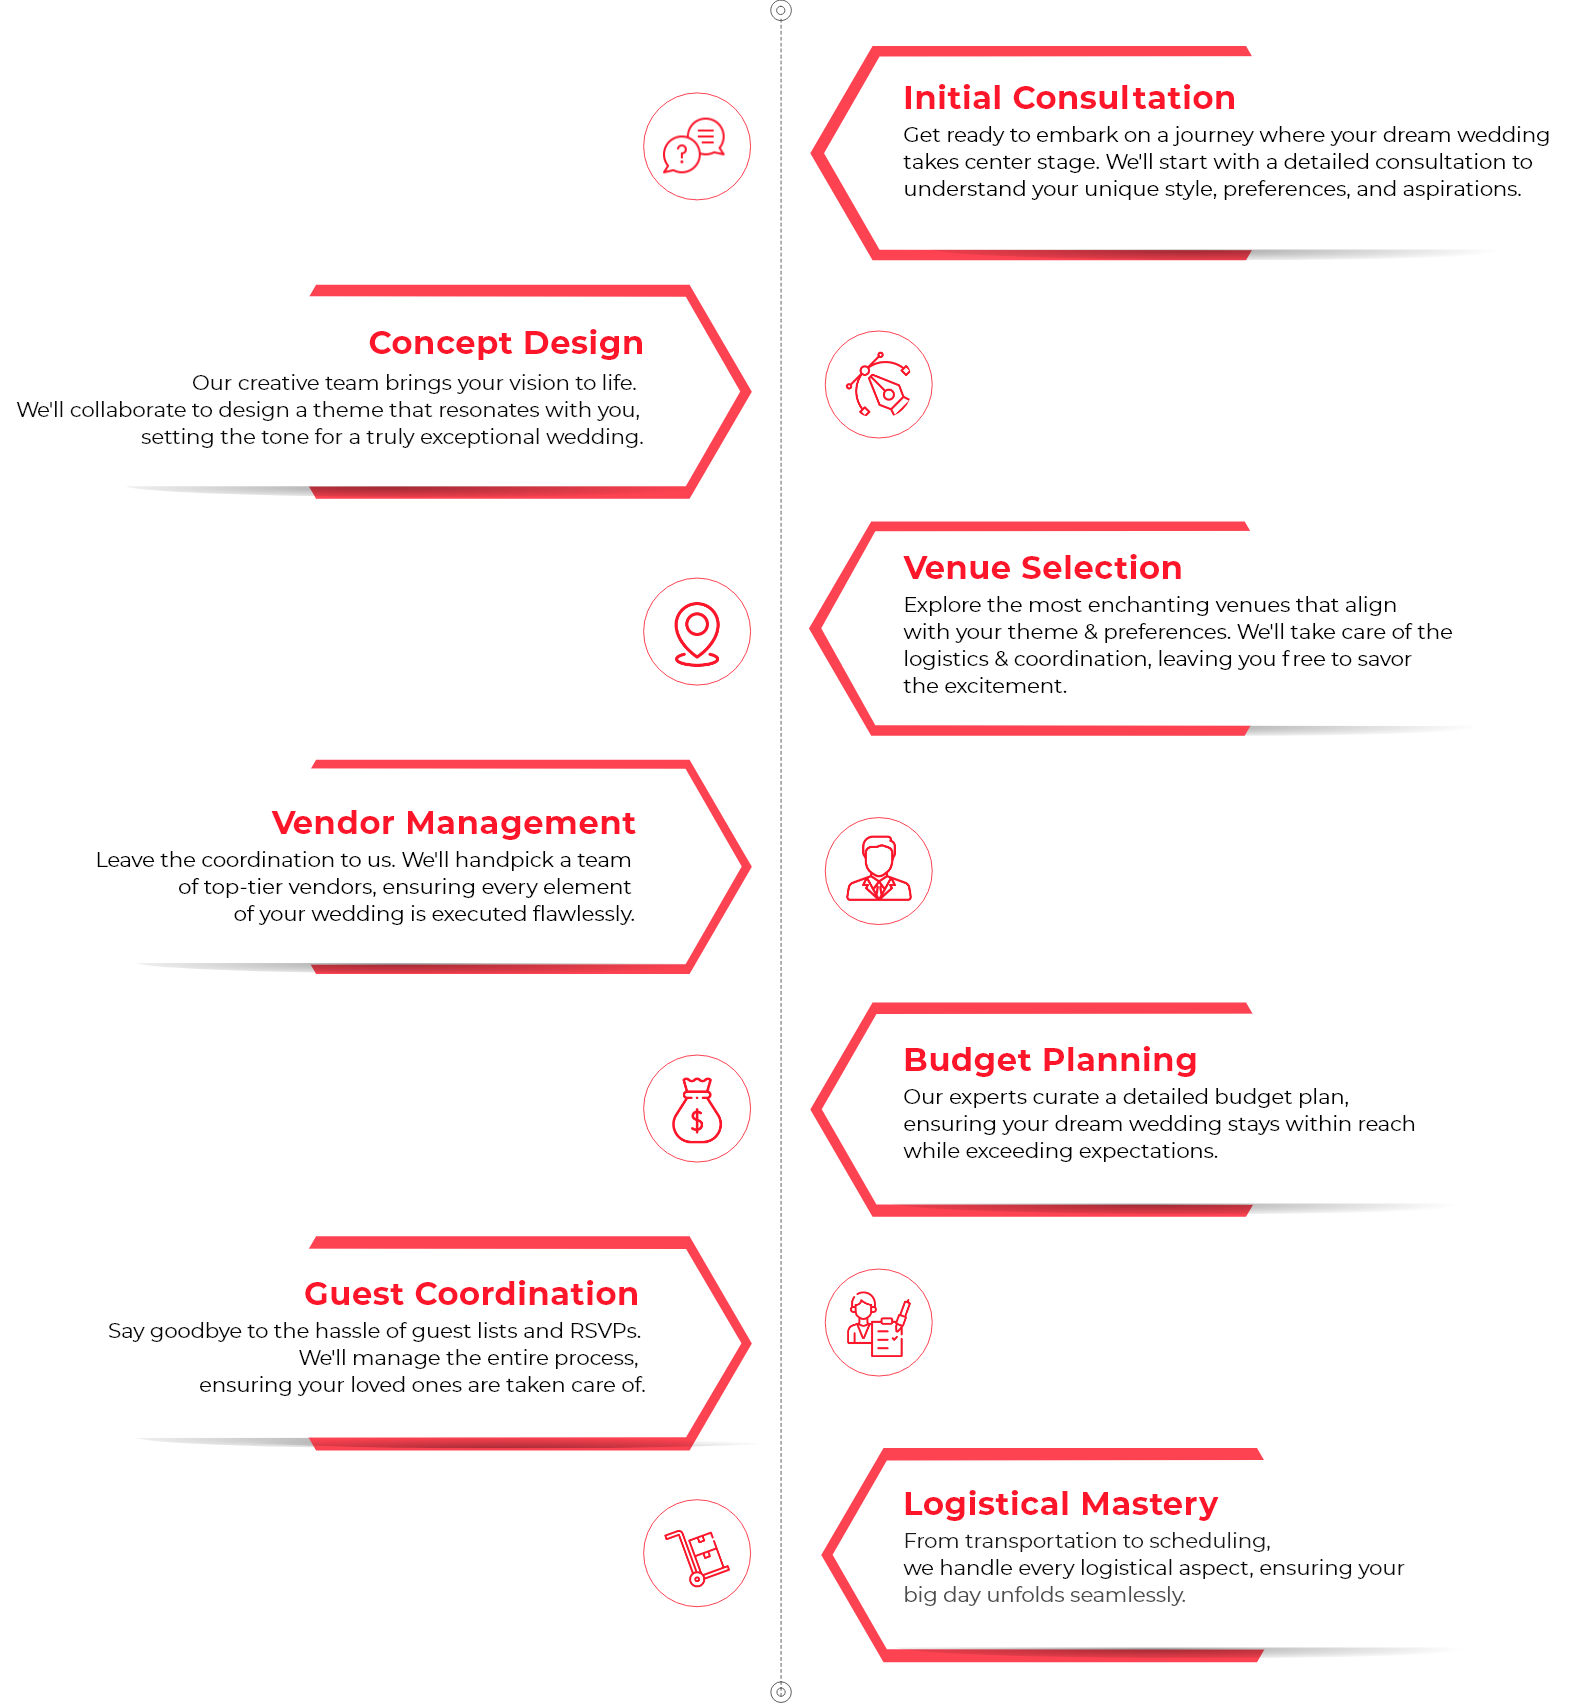 Initial Consultation
Get ready to embark on a journey where your dream wedding
takes center stage. We'll start with a detailed consultation to
understand your unique style, preferences, and aspirations.
Concept Design
Our creative team brings your vision to life.
We'll collaborate to design a theme that resonates with you,
setting the tone for a truly exceptional wedding.
Venue Selection
Explore the most enchanting venues that align
with your theme & preferences. We'll take care of the
logistics & coordination, leaving you free to savor
the excitement.
Vendor Management
Leave the coordination to us. We'll handpick a team
of top-tier vendors, ensuring every element
of your wedding is executed flawlessly.
Budget Planning
Our experts curate a detailed budget plan,
ensuring your dream wedding stays within reach
while exceeding expectations.
Guest Coordination
Say goodbye to the hassle of guest lists and RSVPs.
We'll manage the entire process,
ensuring your loved ones are taken care of.
Logistical Mastery
From transportation to scheduling,
we handle every logistical aspect, ensuring your
big day unfolds seamlessly.